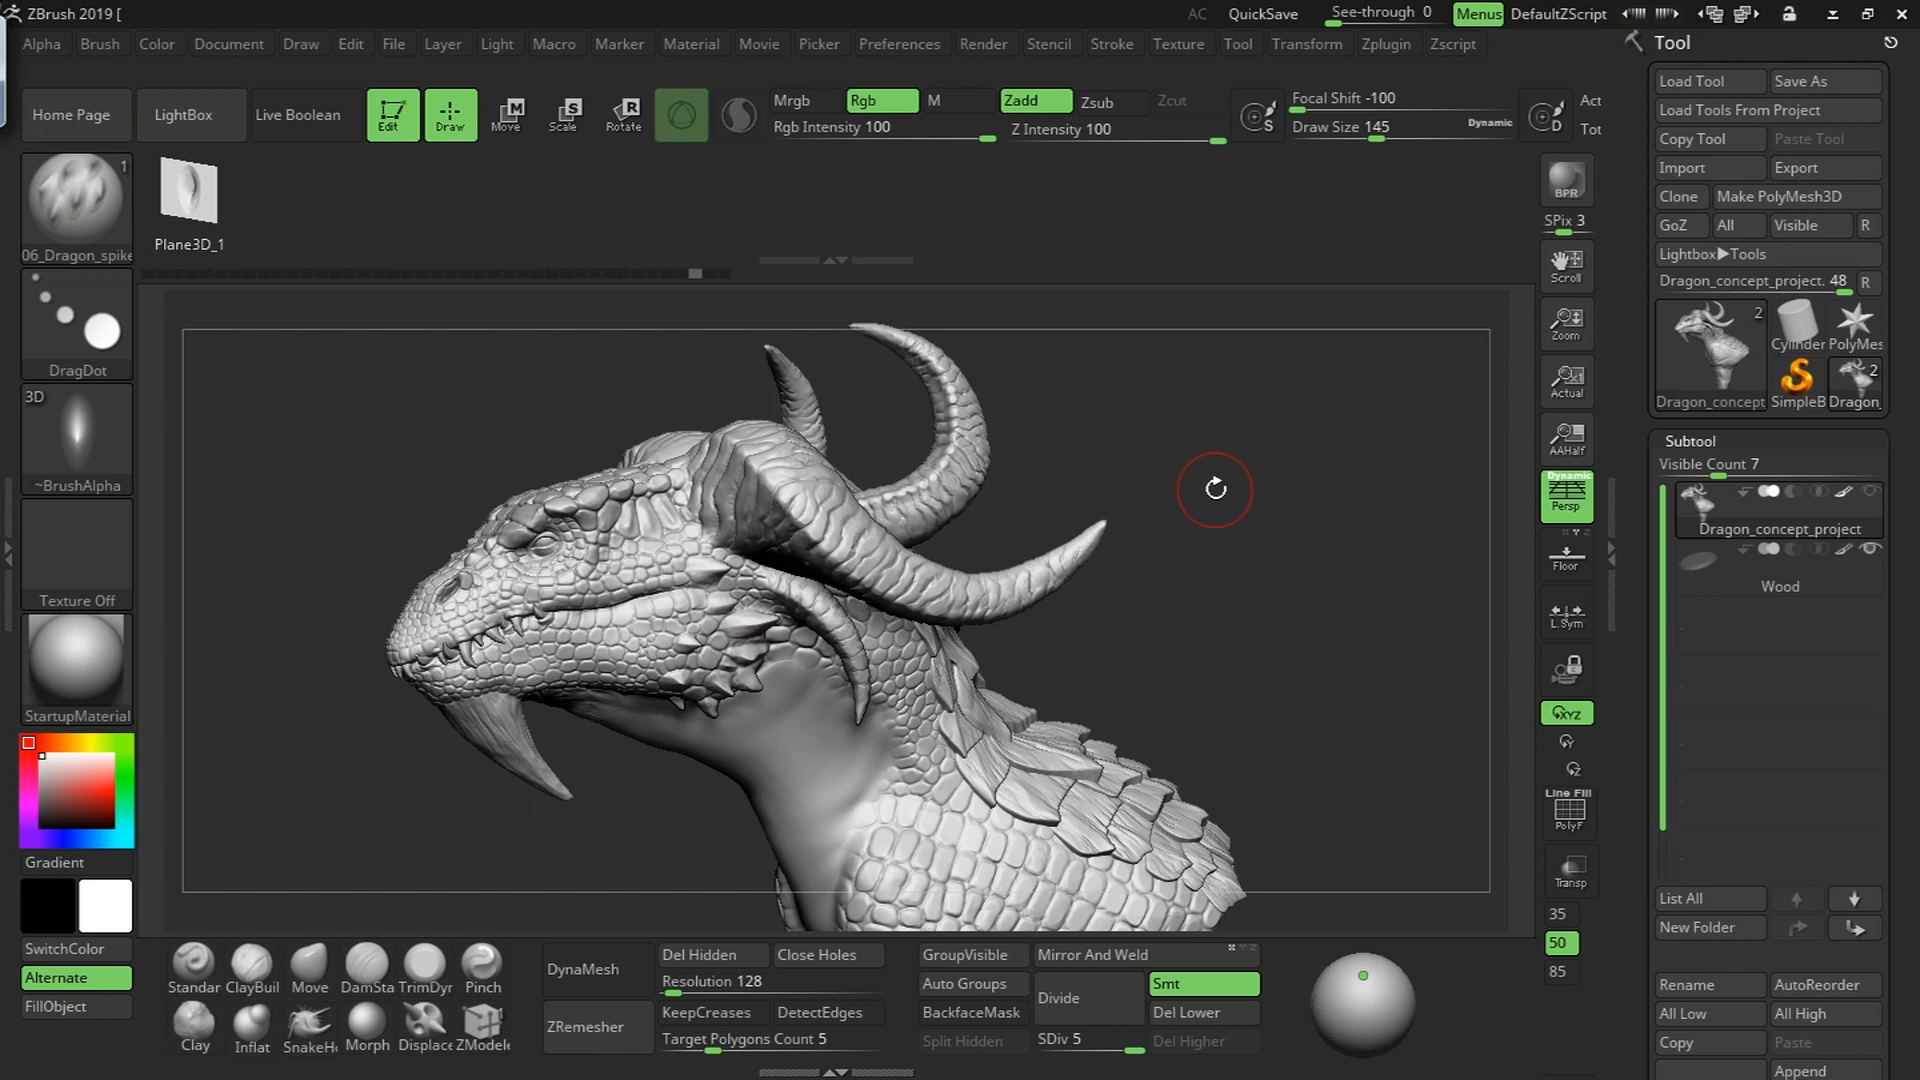 ZBrush 2019 [
AC QuickSave See-through 0 Menus DefaultZScript
Alpha Brush Color Document Draw Edit File Layer Light Macro Marker Material Movie Picker Preferences Render Stencil Stroke Texture Tool Transform Zplugin Zscript
Tool
Load Tool Save As
Load Tools From Project
Copy Tool Paste Tool
Import Export
Clone Make PolyMesh3D
GoZ All Visible R
Lightbox▶Tools
Dragon_concept_project. 48 R
2
Cylinder PolyMes
2
Dragon_concept SimpleB Dragon_
Home Page LightBox Live Boolean Edit Draw Move Scale Rotate
M S R
Mrgb Rgb M Zadd Zsub Zcut
Rgb Intensity 100 Z Intensity 100
S
Focal Shift -100
Draw Size 145 Dynamic
D
Act
Tot
1
06_Dragon_spike
Plane3D_1
DragDot
3D
~BrushAlpha
Texture Off
StartupMaterial
Gradient
SwitchColor
Alternate
FillObject
BPR
SPix 3
Scroll
Zoom
Actual
AAHalf
Dynamic
Persp
Floor
L.Sym
XYZ
Y
Z
Line Fill
PolyF
Transp
35
50
85
Subtool
Visible Count 7
Dragon_concept_project
Wood
List All
New Folder
Rename AutoReorder
All Low All High
Copy Paste
Append
Standar ClayBuil Move DamSta TrimDyr Pinch
Clay Inflat SnakeHo Morph Displace ZModele
DynaMesh
ZRemesher
Del Hidden Close Holes
Resolution 128
KeepCreases DetectEdges
Target Polygons Count 5
GroupVisible Mirror And Weld
Auto Groups Divide Smt
BackfaceMask Del Lower
Split Hidden SDiv 5 Del Higher